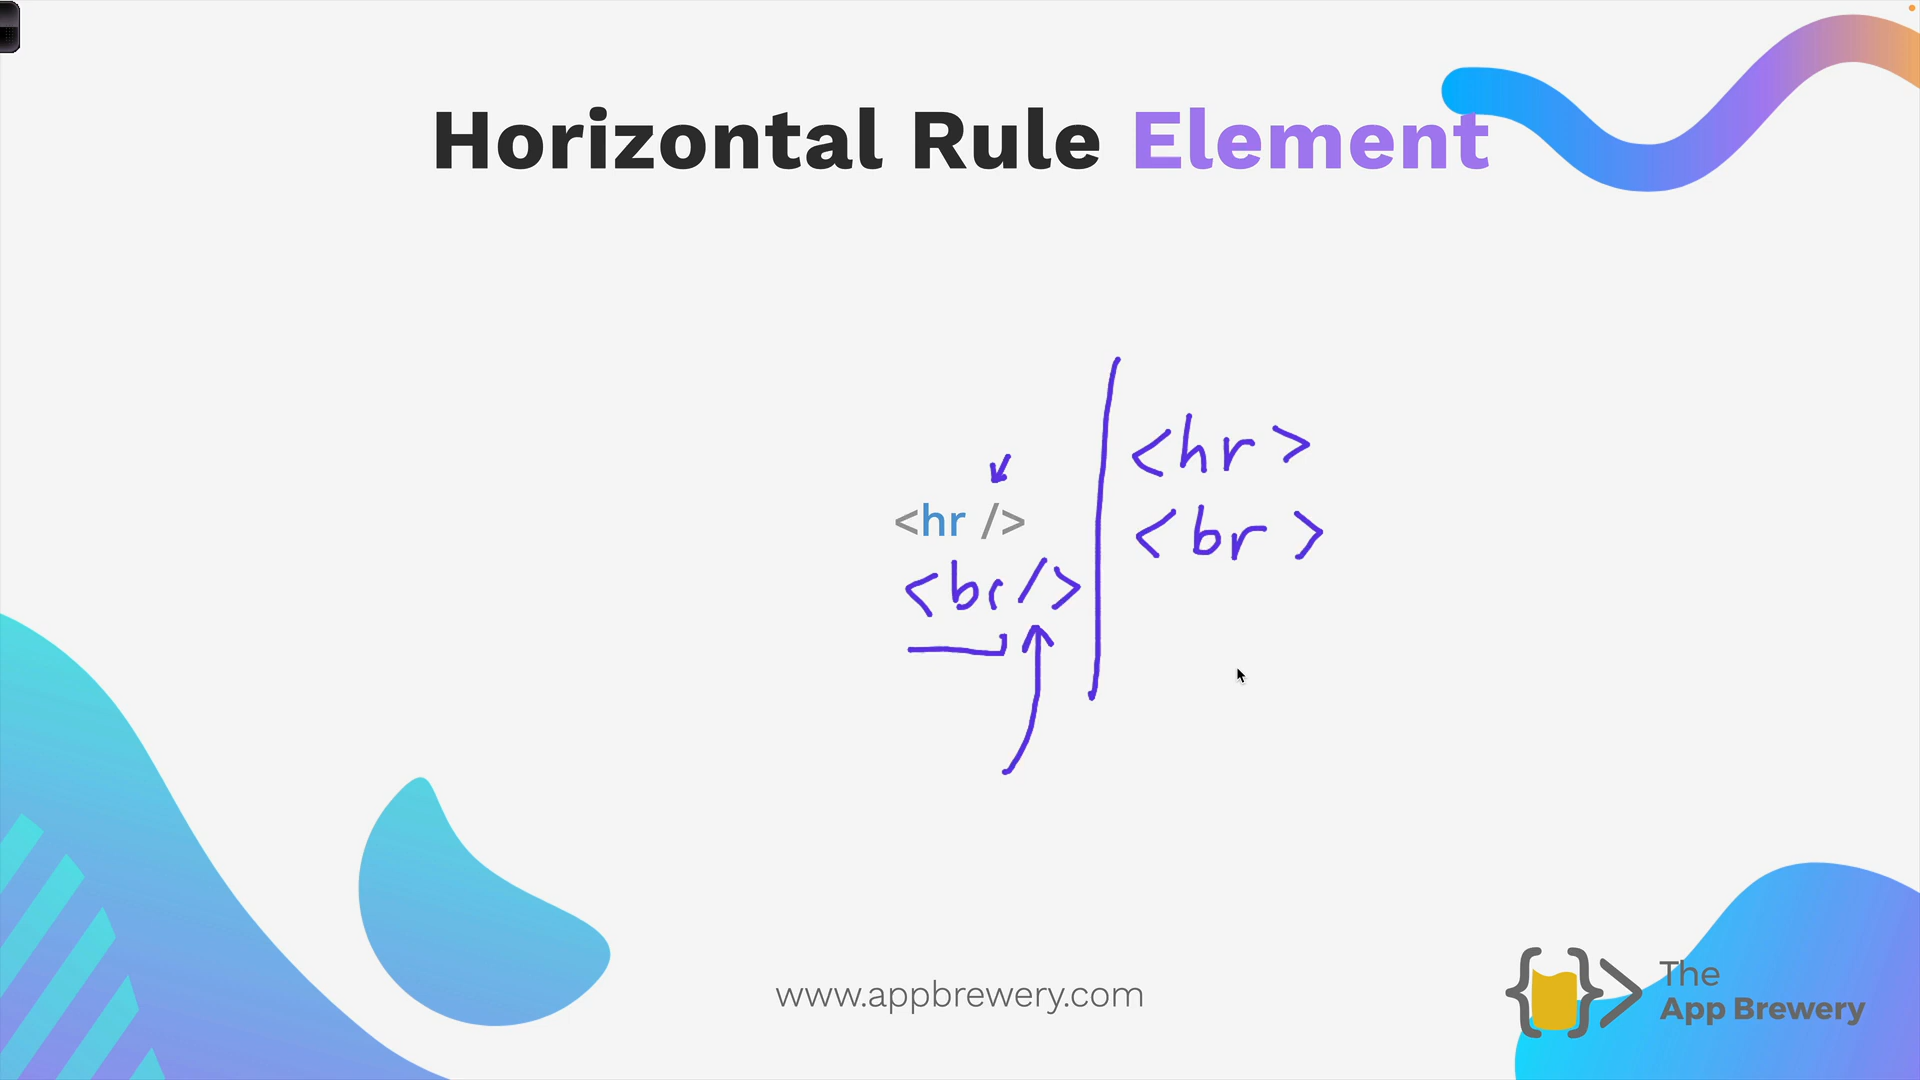 Horizontal Rule Element
<hr />
<br/>
<hr>
<br>
www.appbrewery.com
The
App Brewery